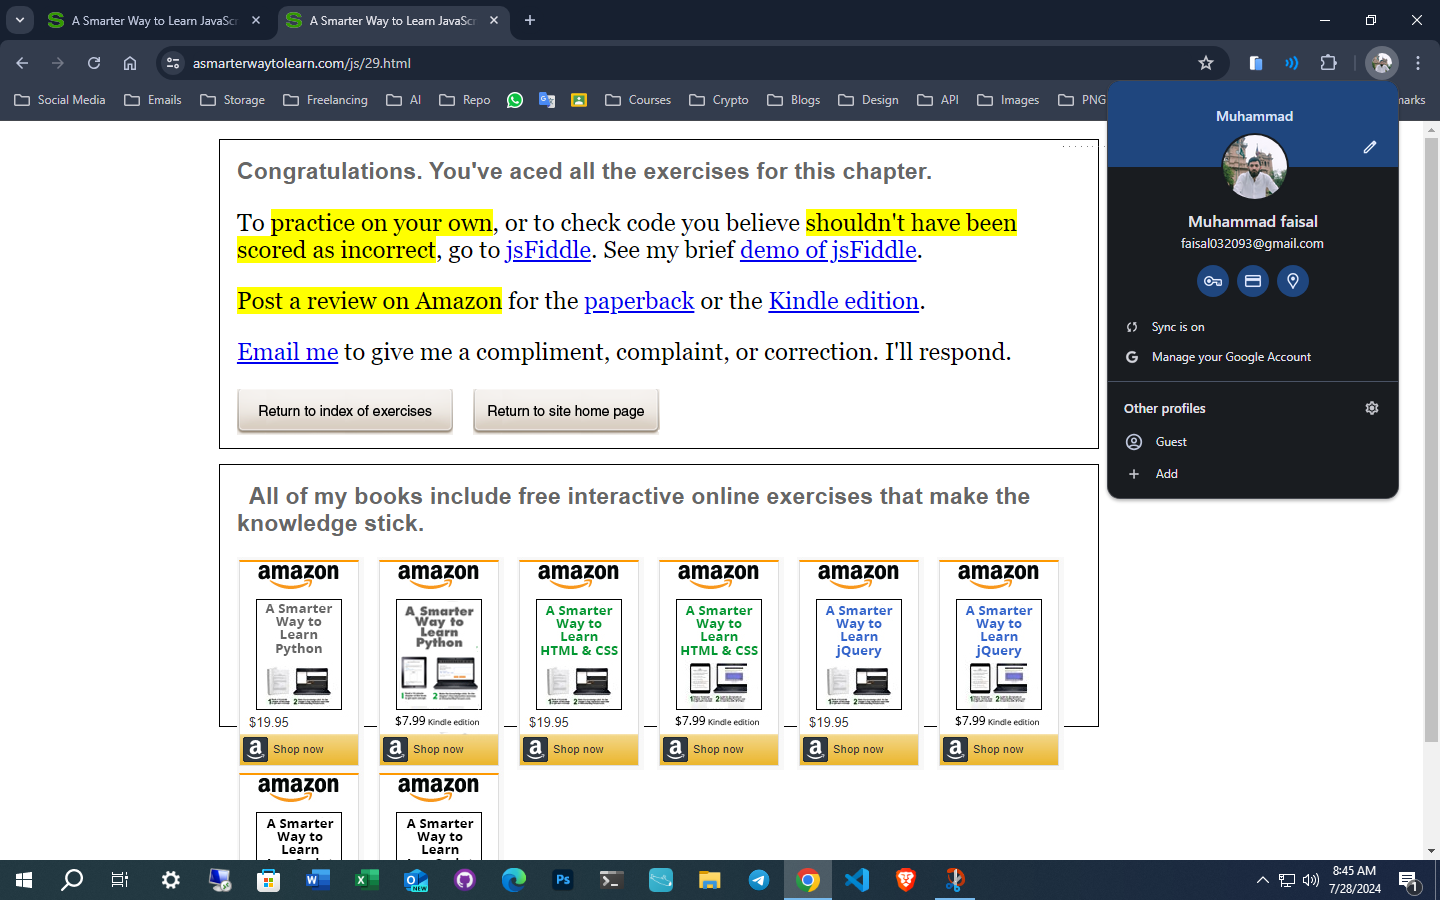 A Smarter Way to Learn JavaScr
A Smarter Way to Learn JavaScr
asmarterwaytolearn.com/js/29.html
Social Media
Emails
Storage
Freelancing
AI
Repo
Courses
Crypto
Blogs
Design
API
Images
PNG
marks
Muhammad
Muhammad faisal
faisal032093@gmail.com
Sync is on
Manage your Google Account
Other profiles
Guest
Add
Congratulations. You've aced all the exercises for this chapter.
To practice on your own, or to check code you believe shouldn't have been
scored as incorrect, go to jsFiddle. See my brief demo of jsFiddle.
Post a review on Amazon for the paperback or the Kindle edition.
Email me to give me a compliment, complaint, or correction. I'll respond.
Return to index of exercises
Return to site home page
All of my books include free interactive online exercises that make the
knowledge stick.
amazon
A Smarter
Way to
Learn
Python
$19.95
Shop now
amazon
A Smarter
Way to
Learn
Python
$7.99 Kindle edition
Shop now
amazon
A Smarter
Way to
Learn
HTML & CSS
$19.95
Shop now
amazon
A Smarter
Way to
Learn
HTML & CSS
$7.99 Kindle edition
Shop now
amazon
A Smarter
Way to
Learn
jQuery
$19.95
Shop now
amazon
A Smarter
Way to
Learn
jQuery
$7.99 Kindle edition
Shop now
amazon
A Smarter
Way to
Learn
amazon
A Smarter
Way to
Learn
8:45 AM
7/28/2024